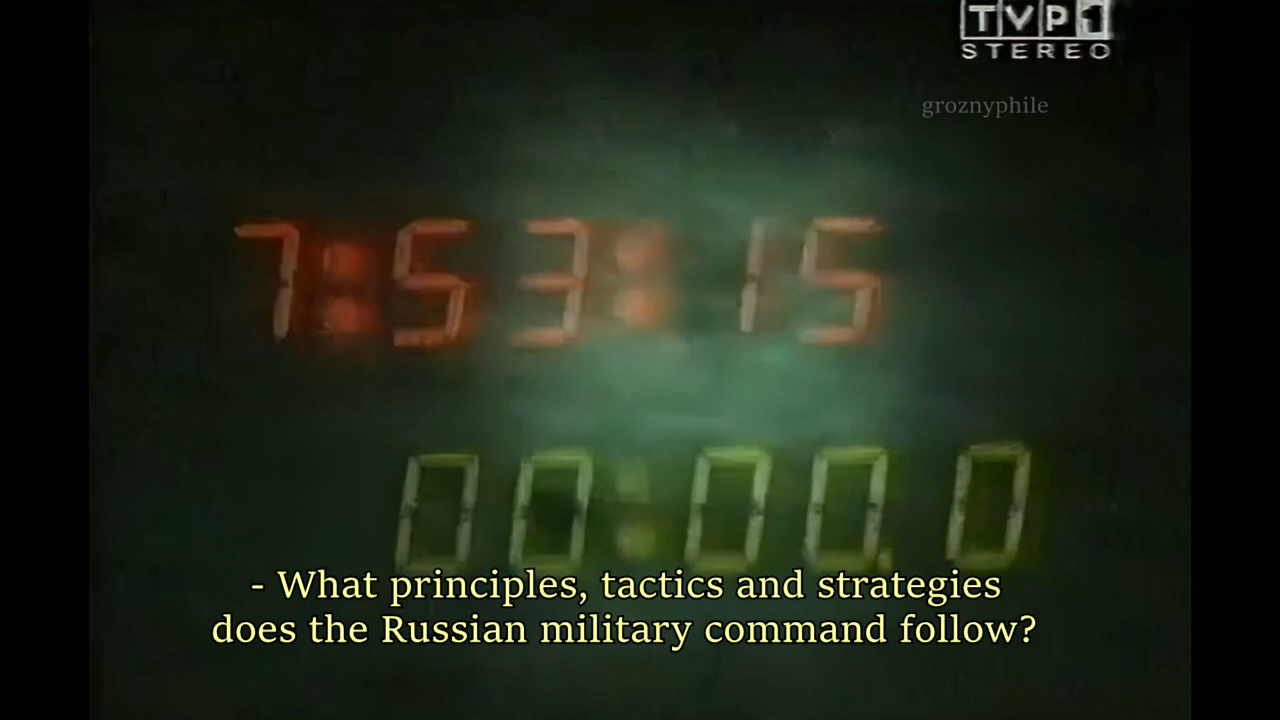 TVP1
STEREO
groznyphile
7:53:15
00:00.0
- What principles, tactics and strategies
does the Russian military command follow?